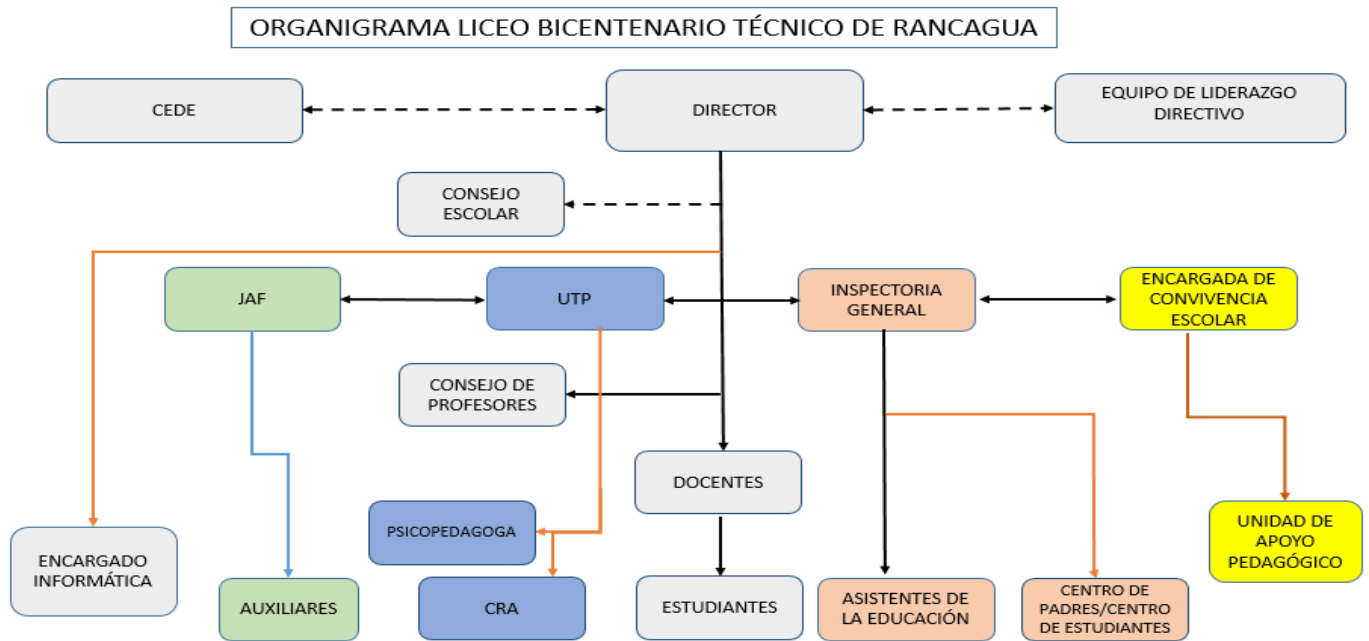 ORGANIGRAMA LICEO BICENTENARIO TÉCNICO DE RANCAGUA
CEDE
DIRECTOR
EQUIPO DE LIDERAZGO
DIRECTIVO
CONSEJO
ESCOLAR
JAF
UTP
INSPECTORIA
GENERAL
ENCARGADA DE
CONVIVENCIA
ESCOLAR
CONSEJO DE
PROFESORES
DOCENTES
PSICOPEDAGOGA
UNIDAD DE
APOYO
PEDAGÓGICO
ENCARGADO
INFORMÁTICA
AUXILIARES
CRA
ESTUDIANTES
ASISTENTES DE
LA EDUCACIÓN
CENTRO DE
PADRES/CENTRO
DE ESTUDIANTES